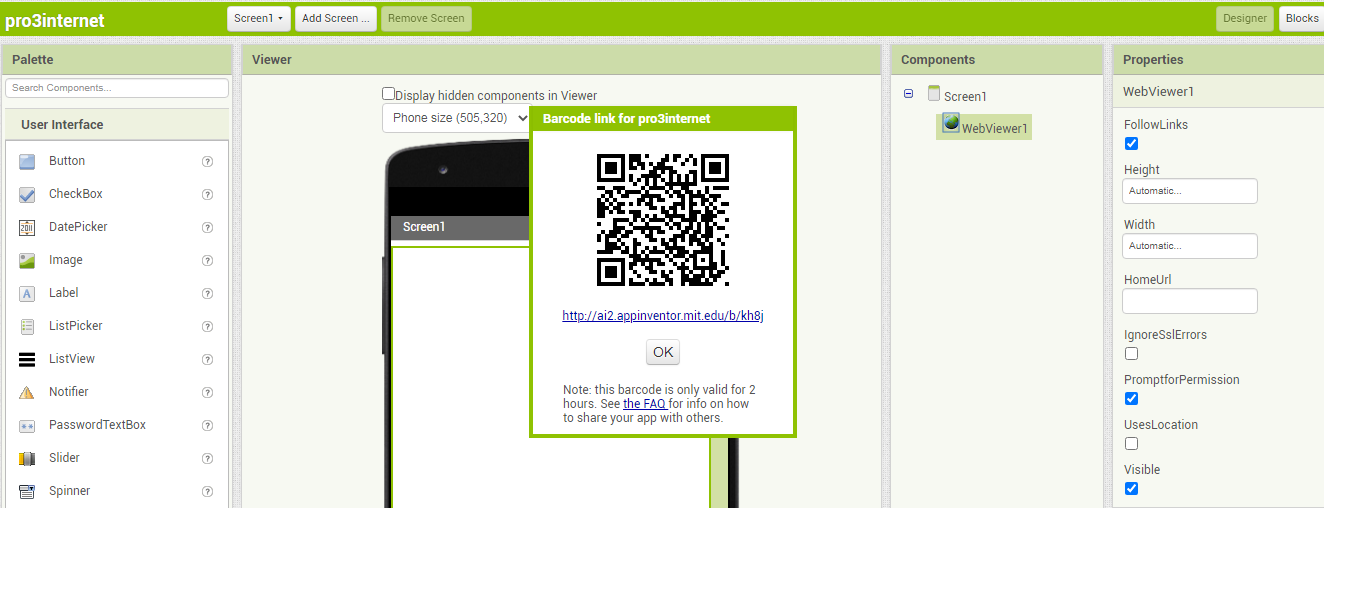 pro3internet
Screen1
Add Screen ...
Remove Screen
Designer
Blocks
Palette
Search Components...
User Interface
Button
CheckBox
DatePicker
Image
Label
ListPicker
ListView
Notifier
PasswordTextBox
Slider
Spinner
Viewer
Display hidden components in Viewer
Phone size (505,320)
Screen1
Barcode link for pro3internet
http://ai2.appinventor.mit.edu/b/kh8j
OK
Note: this barcode is only valid for 2
hours. See the FAQ for info on how
to share your app with others.
Components
Screen1
WebViewer1
Properties
WebViewer1
FollowLinks
Height
Automatic...
Width
Automatic...
HomeUrl
IgnoreSslErrors
PromptforPermission
UsesLocation
Visible